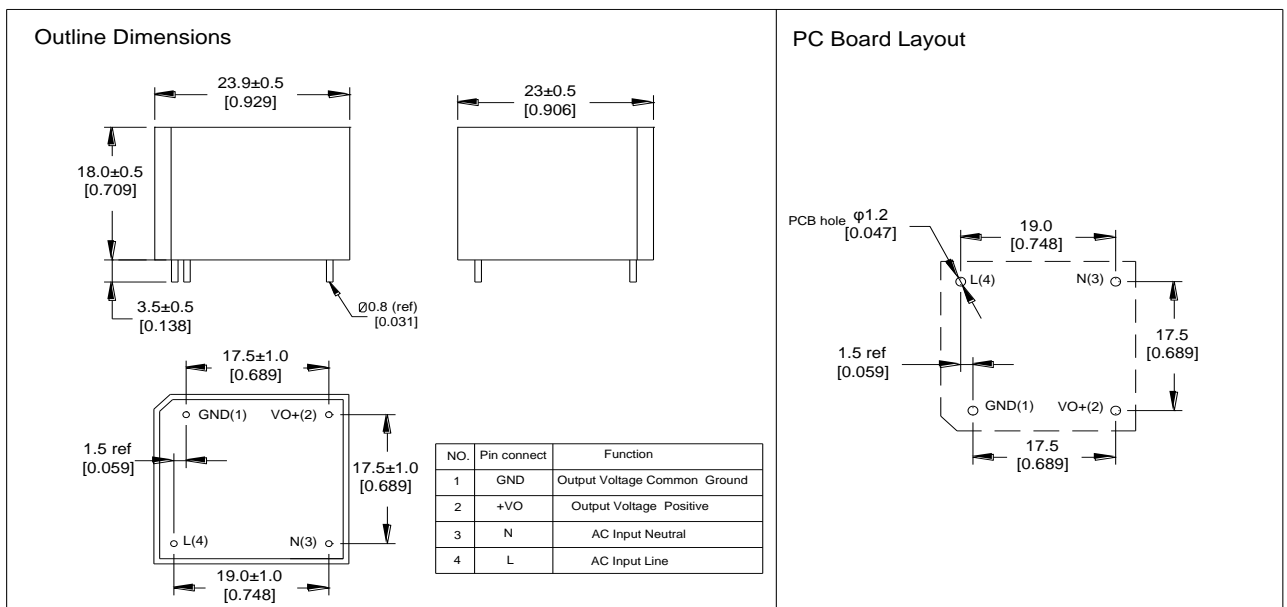 Outline Dimensions
23.9±0.5
[0.929]
23±0.5
[0.906]
18.0±0.5
[0.709]
3.5±0.5
[0.138]
Ø0.8 (ref)
[0.031]
17.5±1.0
[0.689]
GND(1)
VO+(2)
1.5 ref
[0.059]
17.5±1.0
[0.689]
L(4)
N(3)
19.0±1.0
[0.748]
NO. Pin connect Function
1 GND Output Voltage Common Ground
2 +VO Output Voltage Positive
3 N AC Input Neutral
4 L AC Input Line
PC Board Layout
PCB hole φ1.2
[0.047]
19.0
[0.748]
L(4)
N(3)
17.5
[0.689]
1.5 ref
[0.059]
GND(1)
VO+(2)
17.5
[0.689]